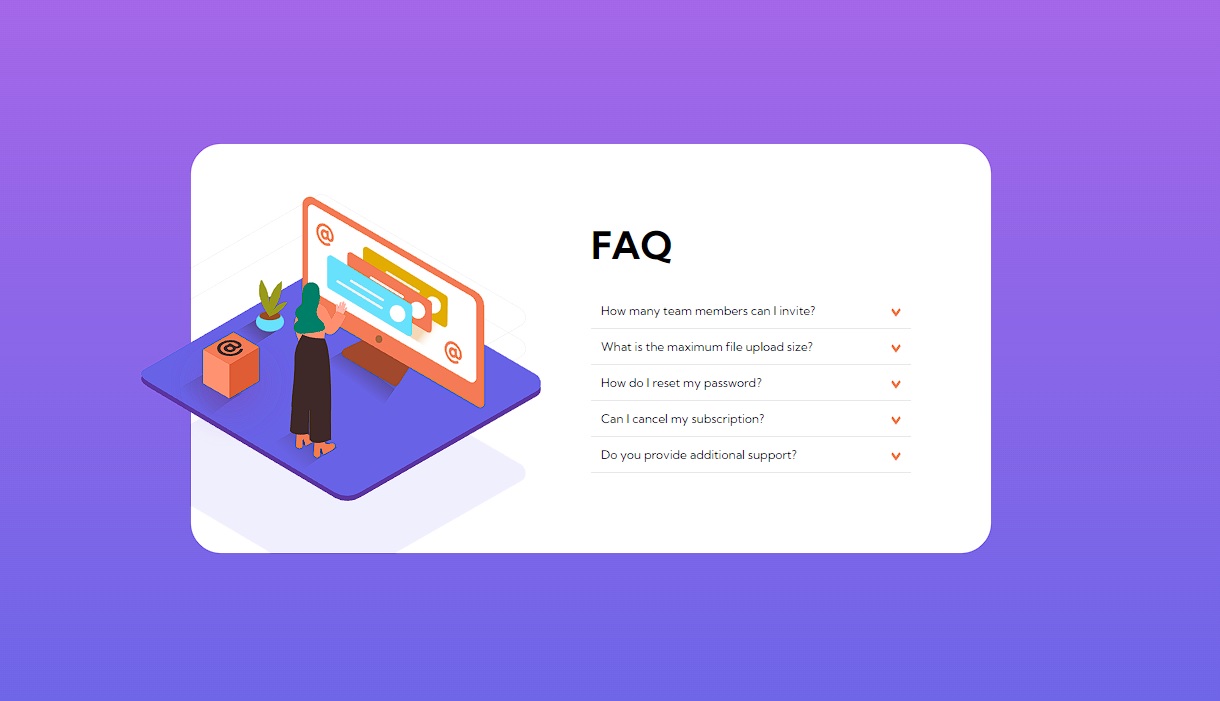 @
@
@
FAQ
How many team members can I invite?
What is the maximum file upload size?
How do I reset my password?
Can I cancel my subscription?
Do you provide additional support?